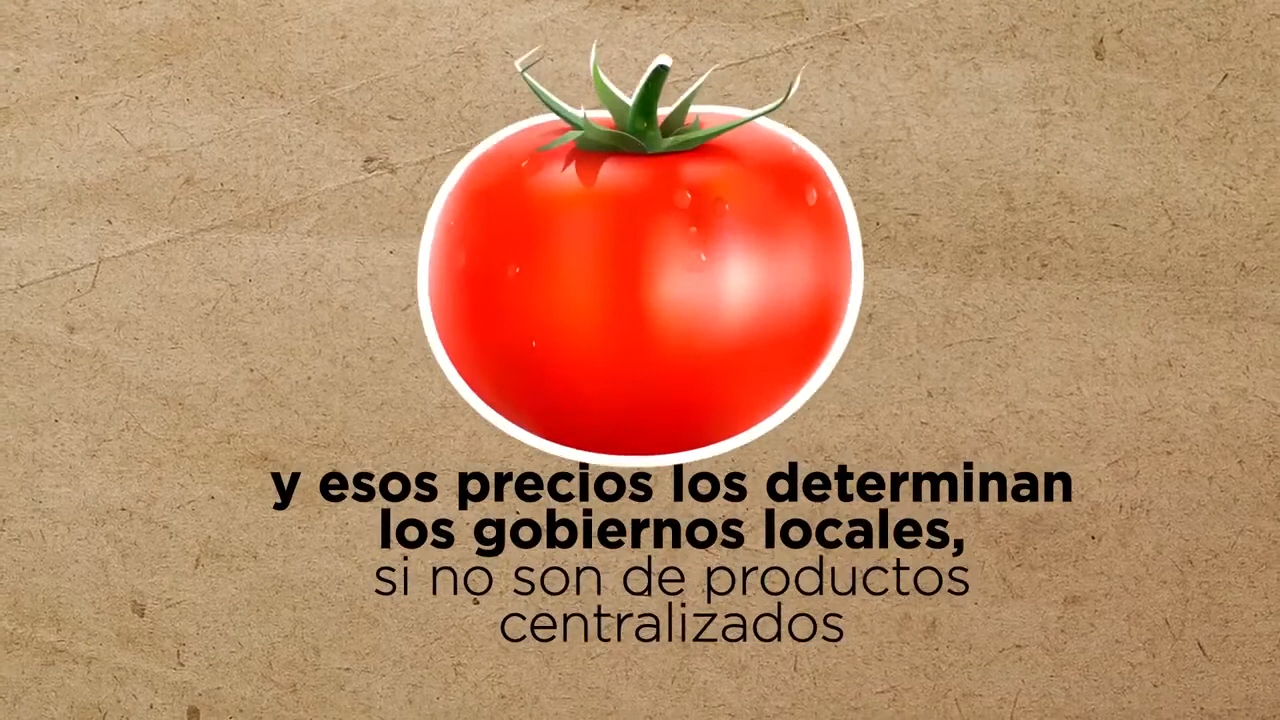 y esos precios los determinan
los gobiernos locales,
si no son de productos
centralizados